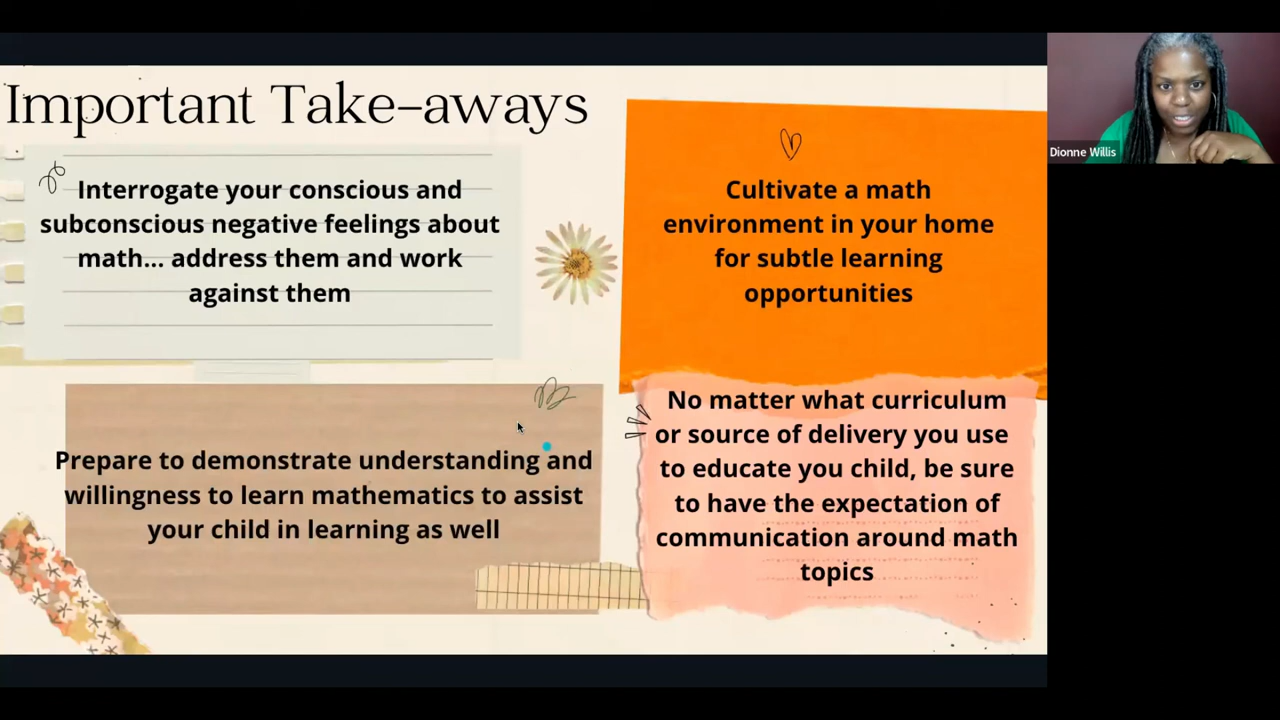 Important Take-aways
Interrogate your conscious and
subconscious negative feelings about
math... address them and work
against them
Cultivate a math
environment in your home
for subtle learning
opportunities
Prepare to demonstrate understanding and
willingness to learn mathematics to assist
your child in learning as well
No matter what curriculum
or source of delivery you use
to educate you child, be sure
to have the expectation of
communication around math
topics
Dionne Willis